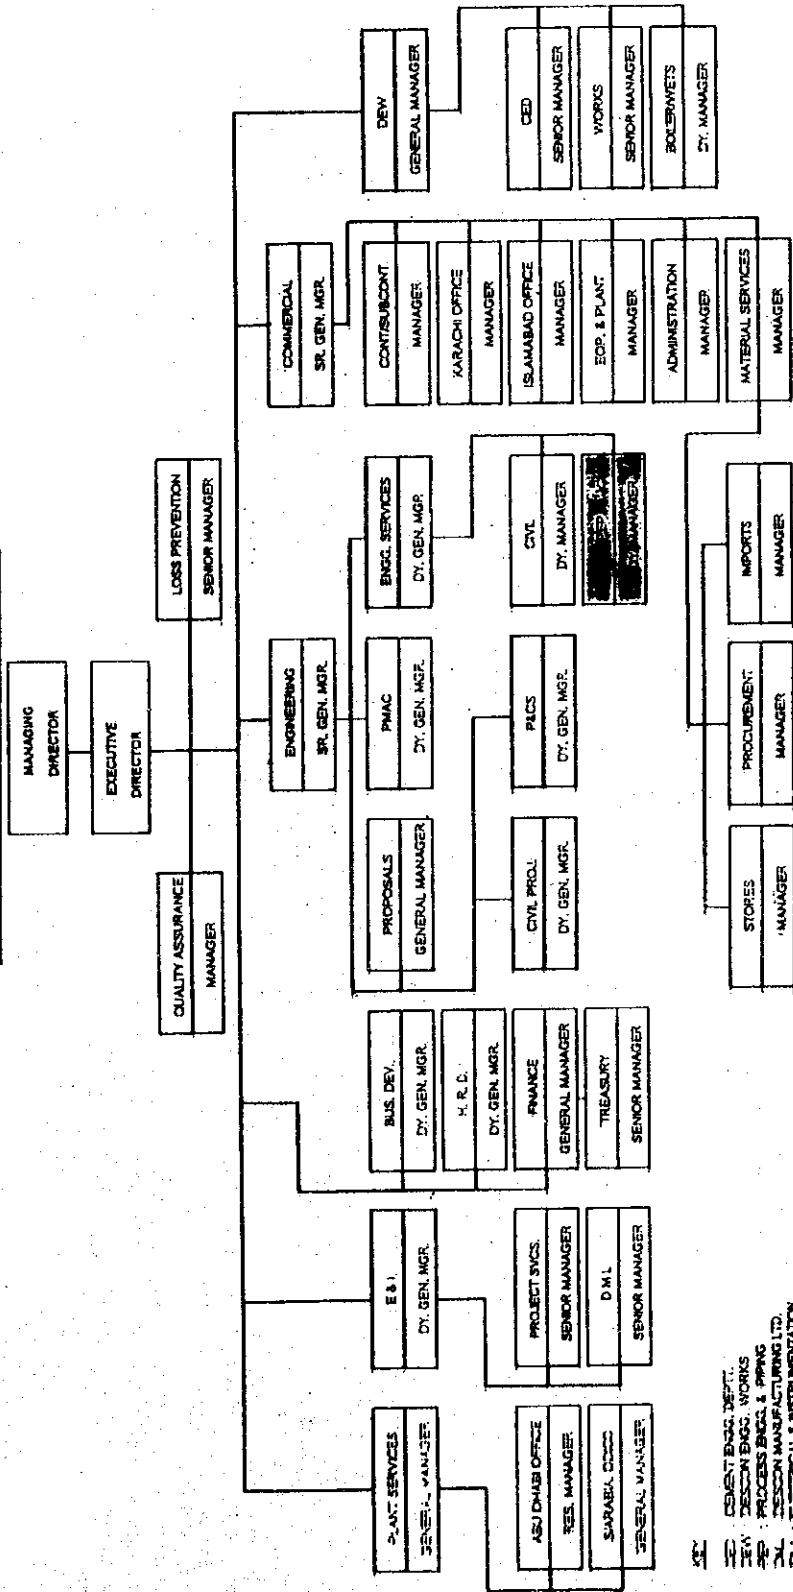 MANAGING
DIRECTOR
EXECUTIVE
DIRECTOR
QUALITY ASSURANCE
MANAGER
LOSS PREVENTION
SENIOR MANAGER
PLANT SERVICES
GENERAL MANAGER
ABU DHABI OFFICE
RES. MANAGER
GENERAL MANAGER
E & I
DY. GEN. MGR.
PROJECT SVCS.
SENIOR MANAGER
D M L
SENIOR MANAGER
BUS. DEV.
DY. GEN. MGR.
H. R. D.
DY. GEN. MGR.
FINANCE
GENERAL MANAGER
TREASURY
SENIOR MANAGER
ENGINEERING
SR. GEN. MGR.
PROPOSALS
GENERAL MANAGER
PMAC
DY. GEN. MGR.
ENGG. SERVICES
DY. GEN. MGR.
CIVIL PROJ.
DY. GEN. MGR.
P&CS
DY. GEN. MGR.
CIVIL
DY. MANAGER
DY. MANAGER
COMMERCIAL
SR. GEN. MGR.
CONT/SUBCONT.
MANAGER
KARACHI OFFICE
MANAGER
ISLAMABAD OFFICE
MANAGER
EQP. & PLANT
MANAGER
ADMINISTRATION
MANAGER
MATERIAL SERVICES
MANAGER
STORES
MANAGER
PROCUREMENT
MANAGER
IMPORTS
MANAGER
DEW
GENERAL MANAGER
CED
SENIOR MANAGER
WORKS
SENIOR MANAGER
DY. MANAGER
KEY
CEMENT ENGG. DEPTT.
DEW : DESCON ENGG. WORKS
PEP : PROCESS ENGG. & PIPING
DML : DESCON MANUFACTURING LTD.